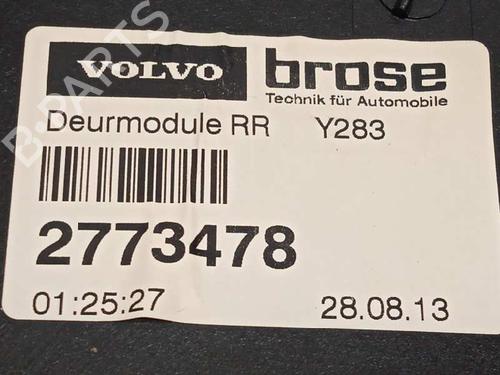 VOLVO brose
Technik für Automobile
Deurmodule RR Y283
2773478
01:25:27 28.08.13
B-PARTS